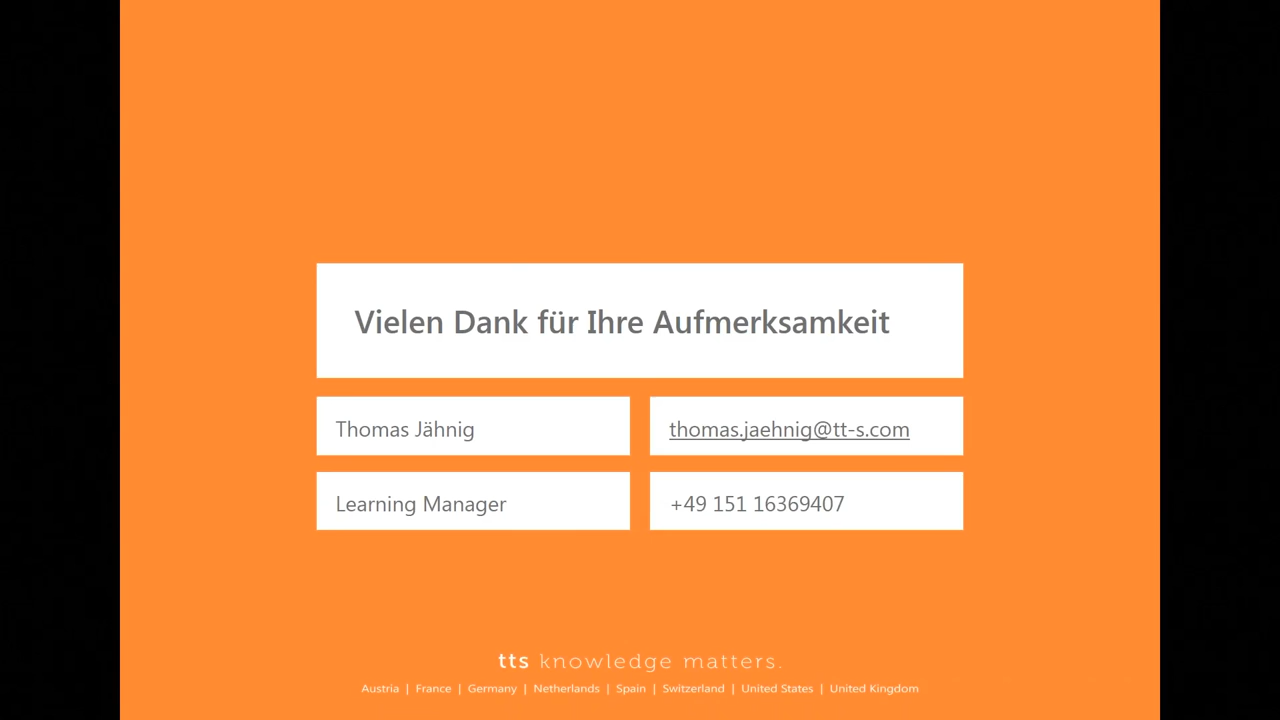 Vielen Dank für Ihre Aufmerksamkeit
Thomas Jähnig
thomas.jaehnig@tt-s.com
Learning Manager
+49 151 16369407
tts knowledge matters.
Austria | France | Germany | Netherlands | Spain | Switzerland | United States | United Kingdom